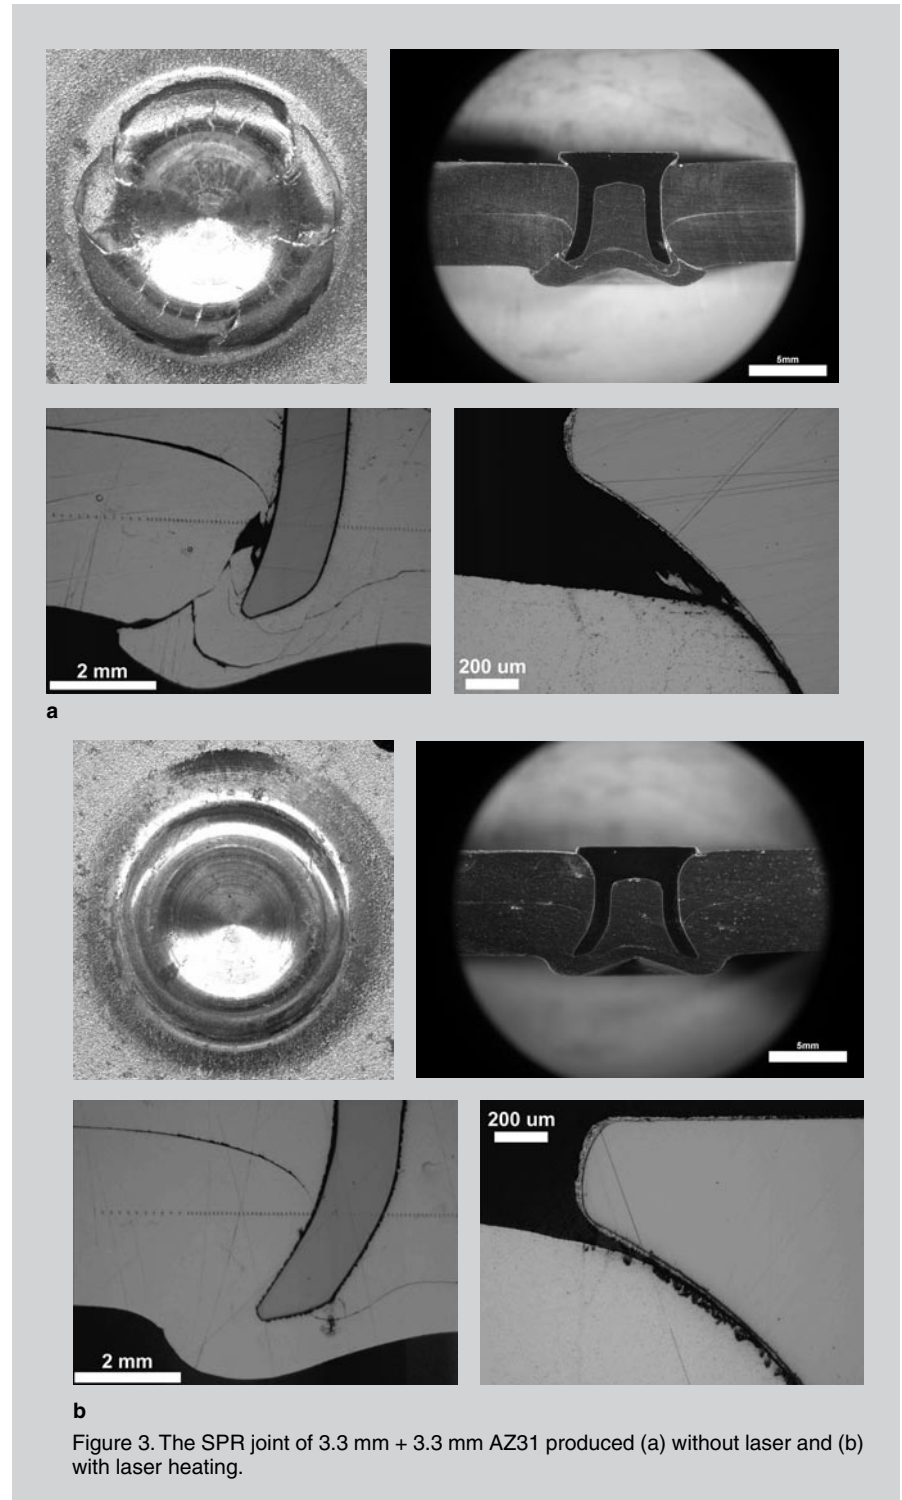 5mm
2 mm
200 um
a
5mm
200 um
2 mm
b
Figure 3. The SPR joint of 3.3 mm + 3.3 mm AZ31 produced (a) without laser and (b)
with laser heating.